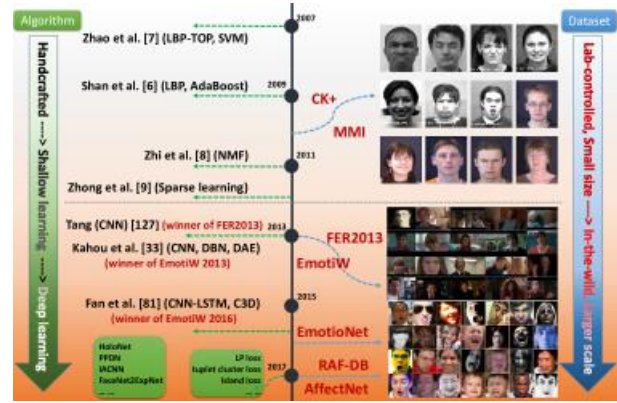 Algorithm
Dataset
2007
Zhao et al. [7] (LBP-TOP, SVM)
Shan et al. [6] (LBP, AdaBoost)
2009
CK+
MMI
Zhi et al. [8] (NMF)
2011
Zhong et al. [9] (Sparse learning)
Tang (CNN) [127] (winner of FER2013)
2013
FER2013
Kahou et al. [33] (CNN, DBN, DAE)
(winner of EmotiW 2013)
EmotiW
2015
Fan et al. [81] (CNN-LSTM, C3D)
(winner of EmotiW 2016)
EmotioNet
HoloNet
PPDN
IACNN
FaceNet2ExpNet
... ...
LP loss
tuplet cluster loss
Island loss
... ...
2017
RAF-DB
AffectNet
Handcrafted ----> Shallow learning ----> Deep learning
Lab-controlled, Small size ---> In-the-wild, Larger scale